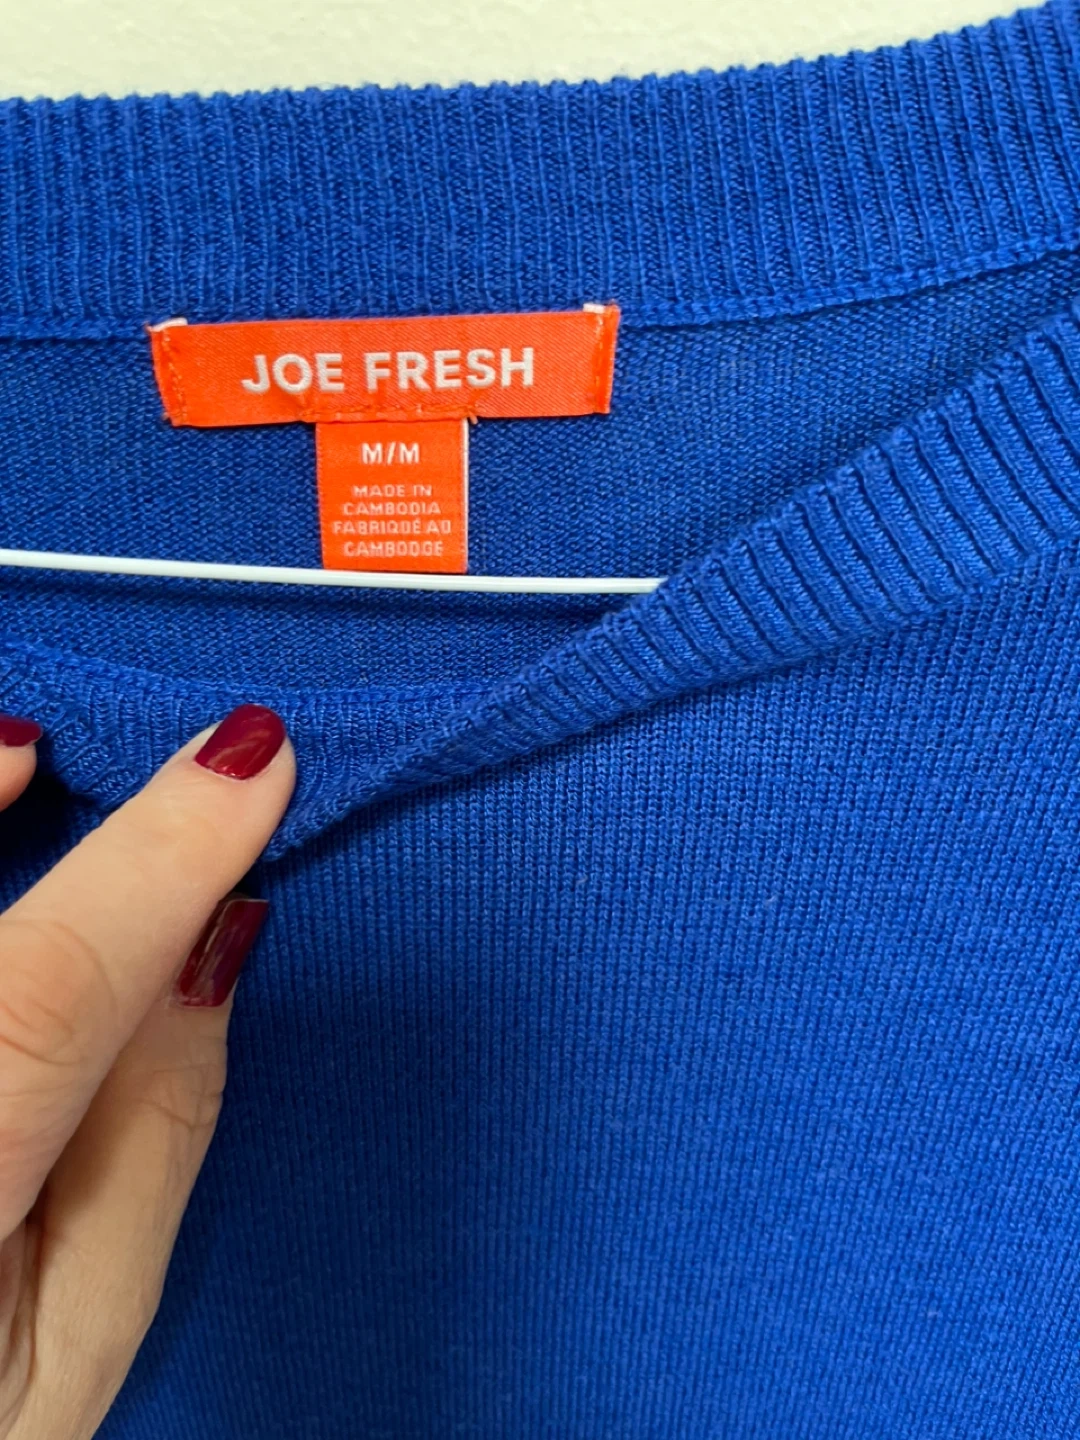 JOE FRESH
M/M
MADE IN
CAMBODIA
FABRIQUÉ AU
CAMBODGE